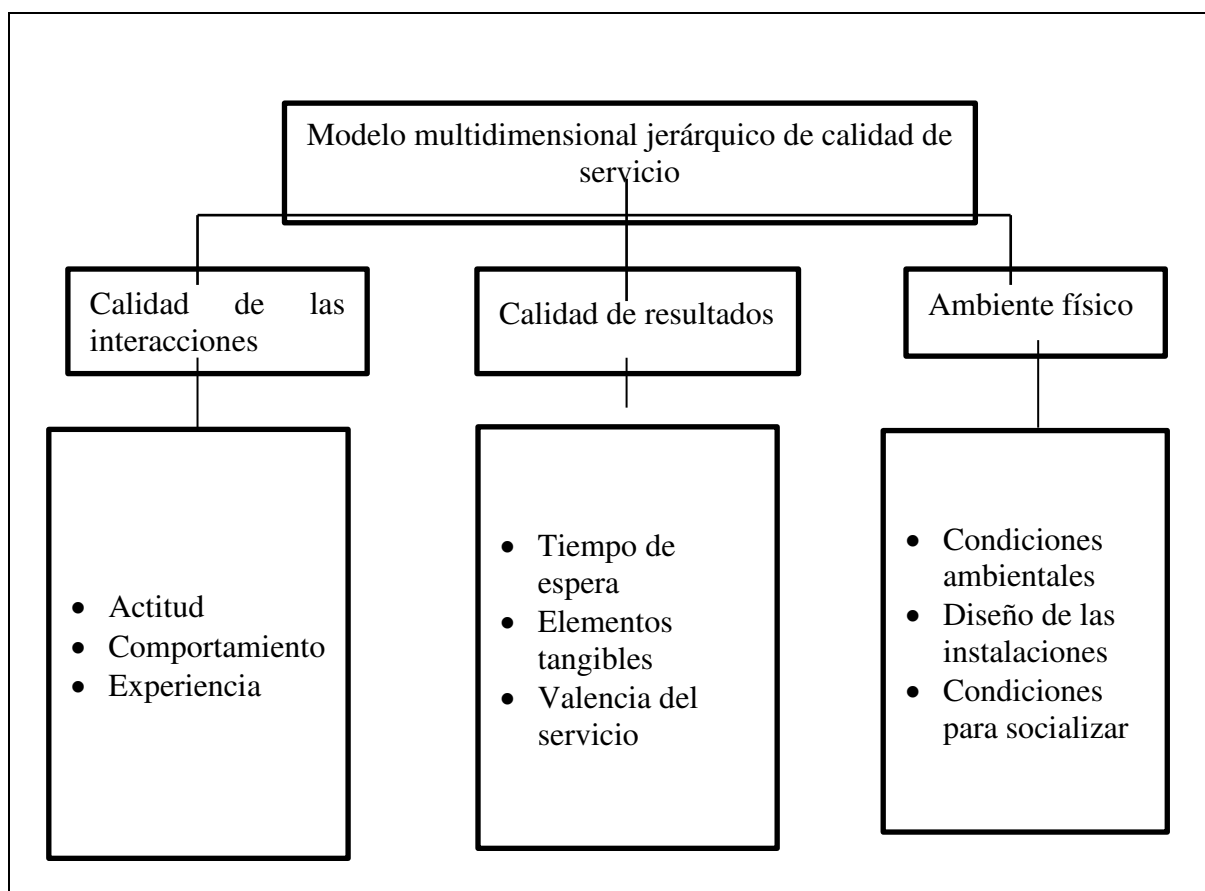 Modelo multidimensional jerárquico de calidad de
servicio
Calidad de las
interacciones
Calidad de resultados
Ambiente físico
• Actitud
• Comportamiento
• Experiencia
• Tiempo de
espera
• Elementos
tangibles
• Valencia del
servicio
• Condiciones
ambientales
• Diseño de las
instalaciones
• Condiciones
para socializar